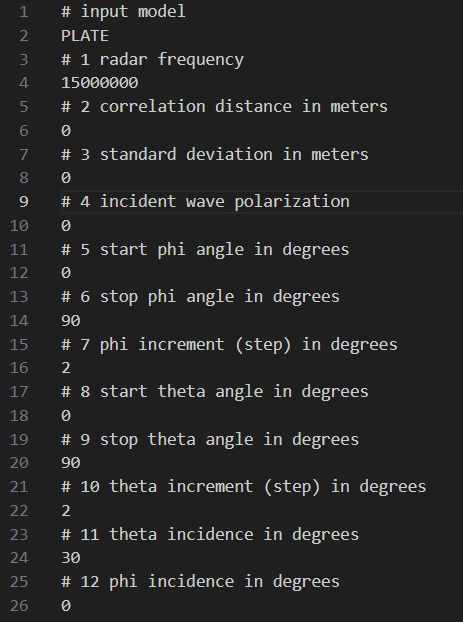 1 # input model
2 PLATE
3 # 1 radar frequency
4 15000000
5 # 2 correlation distance in meters
6 0
7 # 3 standard deviation in meters
8 0
9 # 4 incident wave polarization
10 0
11 # 5 start phi angle in degrees
12 0
13 # 6 stop phi angle in degrees
14 90
15 # 7 phi increment (step) in degrees
16 2
17 # 8 start theta angle in degrees
18 0
19 # 9 stop theta angle in degrees
20 90
21 # 10 theta increment (step) in degrees
22 2
23 # 11 theta incidence in degrees
24 30
25 # 12 phi incidence in degrees
26 0